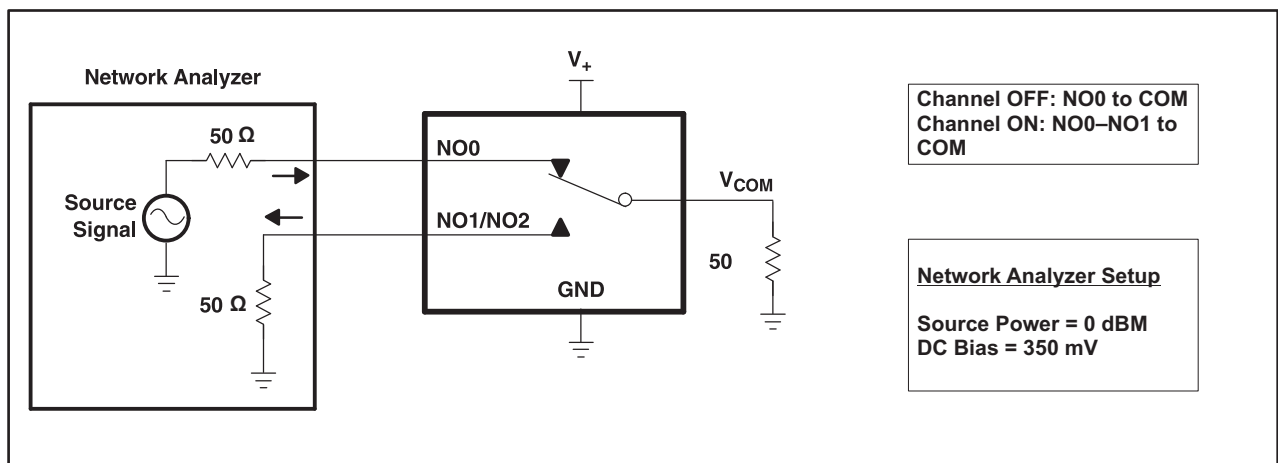 V+
Network Analyzer
50 Ω
NO0
Source
Signal
NO1/NO2
VCOM
50 Ω
50
GND
Channel OFF: NO0 to COM
Channel ON: NO0–NO1 to
COM
Network Analyzer Setup
Source Power = 0 dBM
DC Bias = 350 mV